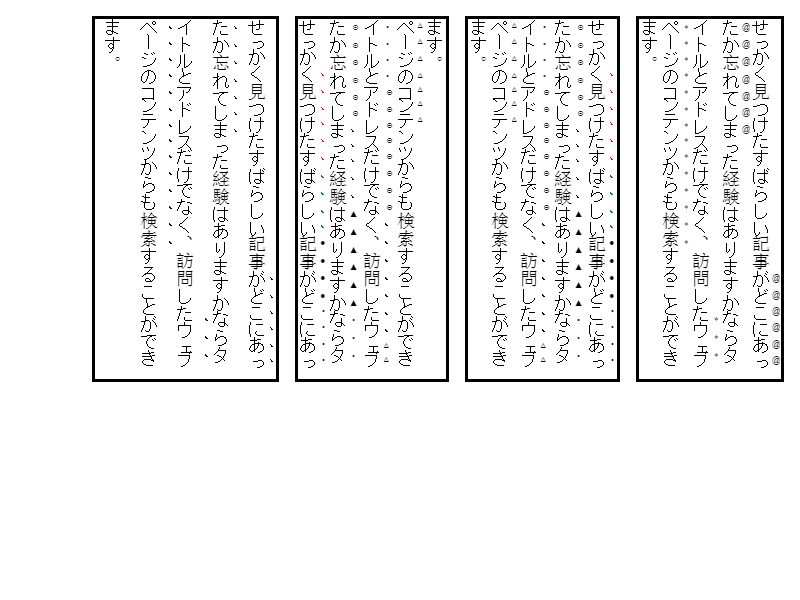 せっかく見つけたすばらしい記事がどこにあっ
たか忘れてしまった経験はありますかならタ
イトルとアドレスだけでなく、訪問したウェブ
ページのコンテンツからも検索することができ
ます。
せっかく見つけたすばらしい記事がどこにあっ
たか忘れてしまった経験はありますかならタ
イトルとアドレスだけでなく、訪問したウェブ
ページのコンテンツからも検索することができ
ます。
せっかく見つけたすばらしい記事がどこにあっ
たか忘れてしまった経験はありますかならタ
イトルとアドレスだけでなく、訪問したウェブ
ページのコンテンツからも検索することができ
ます。
せっかく見つけたすばらしい記事がどこにあっ
たか忘れてしまった経験はありますかならタ
イトルとアドレスだけでなく、訪問したウェブ
ページのコンテンツからも検索することができ
ます。